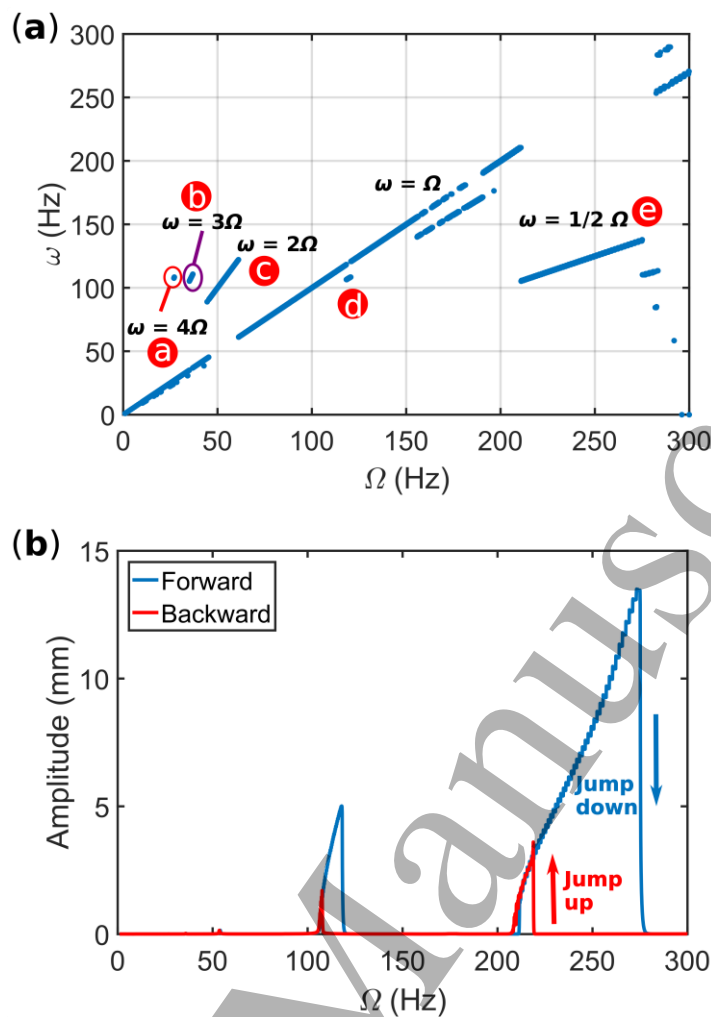 (a)
300
250
200
150
100
50
0
ω (Hz)
b
ω = 3Ω
ω = 2Ω
c
ω = 4Ω
a
ω = Ω
d
ω = 1/2 Ω
e
0 50 100 150 200 250 300
Ω (Hz)
(b)
15
10
5
0
Amplitude (mm)
Forward
Backward
Jump
down
Jump
up
0 50 100 150 200 250 300
Ω (Hz)
Manusc